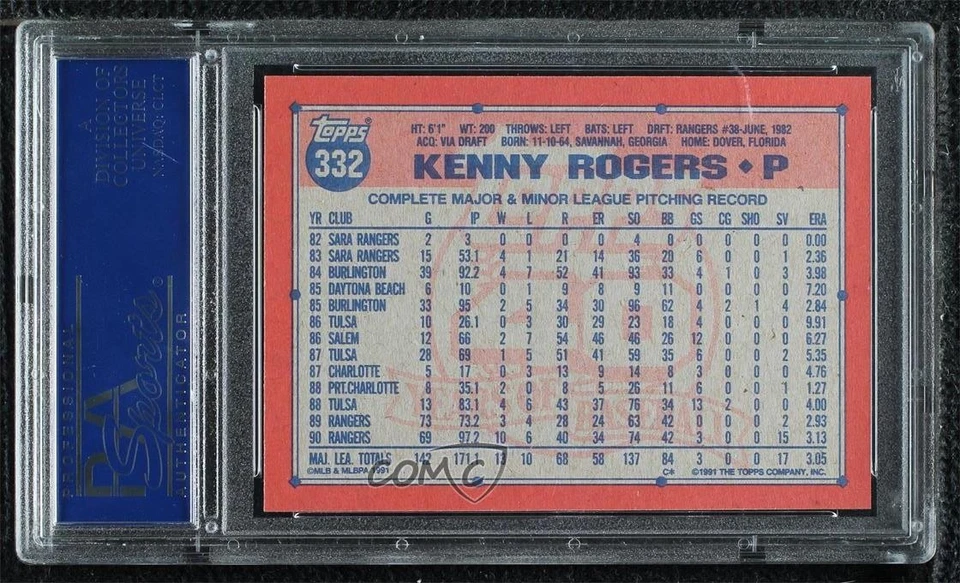 A
DIVISION OF
COLLECTORS
UNIVERSE
NASDAQ: CLCT
PROFESSIONAL
PSA
Sports
AUTHENTICATOR
Topps
332
HT: 6'1" WT: 200 THROWS: LEFT BATS: LEFT DRFT: RANGERS #38-JUNE, 1982
ACQ: VIA DRAFT BORN: 11-10-64, SAVANNAH, GEORGIA HOME: DOVER, FLORIDA
KENNY ROGERS ♦ P
COMPLETE MAJOR & MINOR LEAGUE PITCHING RECORD
YR CLUB G IP W L R ER SO BB GS CG SHO SV ERA
82 SARA RANGERS 2 3 0 0 0 0 4 0 0 0 0 0 0.00
83 SARA RANGERS 15 53.1 4 1 21 14 36 20 6 0 0 1 2.36
84 BURLINGTON 39 92.2 4 7 52 41 93 33 4 1 0 3 3.98
85 DAYTONA BEACH 6 10 0 1 9 8 9 11 0 0 0 0 7.20
85 BURLINGTON 33 95 2 5 34 30 96 62 4 2 1 4 2.84
86 TULSA 10 26.1 0 3 30 29 23 18 4 0 0 0 9.91
86 SALEM 12 66 2 7 54 46 46 26 12 0 0 0 6.27
87 TULSA 28 69 1 5 51 41 59 35 6 0 0 2 5.35
87 CHARLOTTE 5 17 0 3 13 9 14 8 3 0 0 0 4.76
88 PRT.CHARLOTTE 8 35.1 2 0 8 5 26 11 6 0 0 1 1.27
88 TULSA 13 83.1 4 6 43 37 76 34 13 2 0 0 4.00
89 RANGERS 73 73.2 3 4 28 24 63 42 0 0 0 2 2.93
90 RANGERS 69 97.2 10 6 40 34 74 42 3 0 0 15 3.13
MAJ. LEA. TOTALS 142 171.1 13 10 68 58 137 84 3 0 0 17 3.05
©MLB & MLBPA 1991 C* ©1991 THE TOPPS COMPANY, INC.
COMC